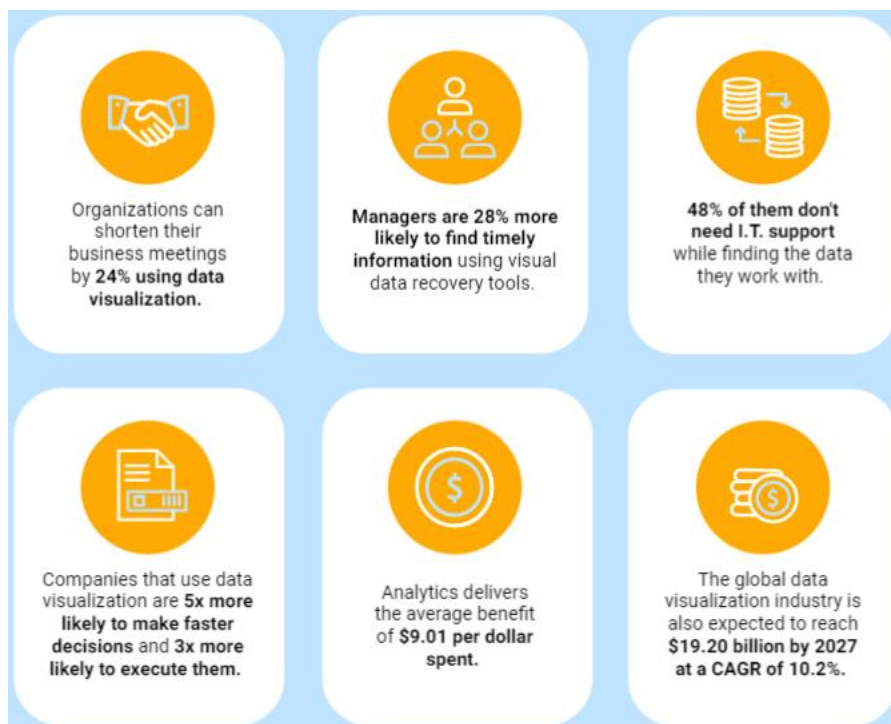 Organizations can
shorten their
business meetings
by 24% using data
visualization.
Managers are 28% more
likely to find timely
information using visual
data recovery tools.
48% of them don't
need I.T. support
while finding the data
they work with.
Companies that use data
visualization are 5x more
likely to make faster
decisions and 3x more
likely to execute them.
Analytics delivers
the average benefit
of $9.01 per dollar
spent.
The global data
visualization industry is
also expected to reach
$19.20 billion by 2027
at a CAGR of 10.2%.